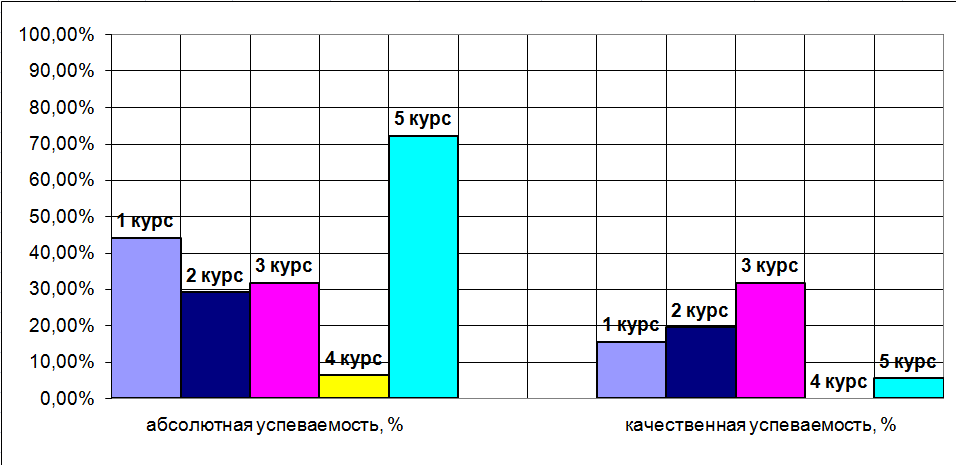 100,00%
90,00%
80,00%
70,00%
60,00%
50,00%
40,00%
30,00%
20,00%
10,00%
0,00%
1 курс
2 курс
3 курс
4 курс
5 курс
1 курс
2 курс
3 курс
4 курс
5 курс
абсолютная успеваемость, %
качественная успеваемость, %